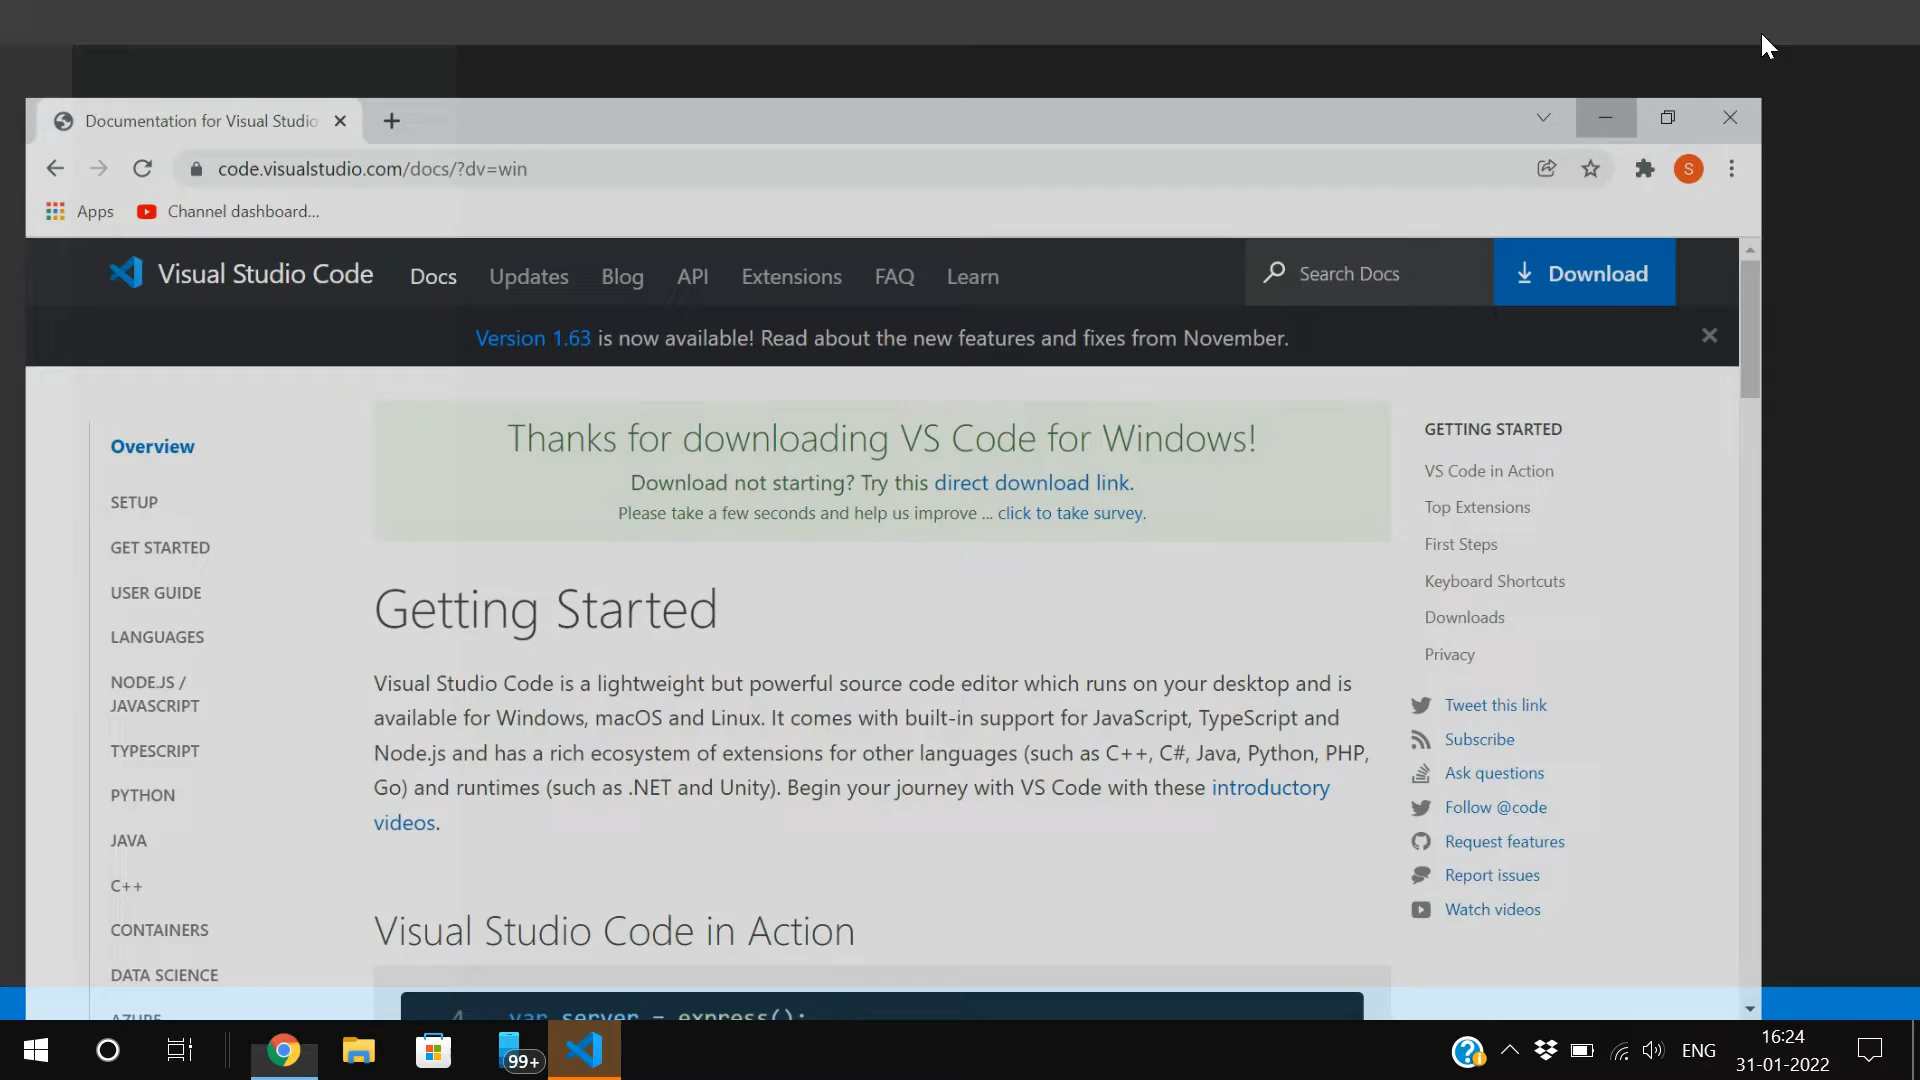 Documentation for Visual Studio
code.visualstudio.com/docs/?dv=win
S
Apps
Channel dashboard...
Visual Studio Code
Docs
Updates
Blog
API
Extensions
FAQ
Learn
Search Docs
Download
Version 1.63 is now available! Read about the new features and fixes from November.
Overview
SETUP
GET STARTED
USER GUIDE
LANGUAGES
NODE.JS /
JAVASCRIPT
TYPESCRIPT
PYTHON
JAVA
C++
CONTAINERS
DATA SCIENCE
AZURE
Thanks for downloading VS Code for Windows!
Download not starting? Try this direct download link.
Please take a few seconds and help us improve ... click to take survey.
Getting Started
Visual Studio Code is a lightweight but powerful source code editor which runs on your desktop and is
available for Windows, macOS and Linux. It comes with built-in support for JavaScript, TypeScript and
Node.js and has a rich ecosystem of extensions for other languages (such as C++, C#, Java, Python, PHP,
Go) and runtimes (such as .NET and Unity). Begin your journey with VS Code with these introductory
videos.
Visual Studio Code in Action
4 var server = express();
GETTING STARTED
VS Code in Action
Top Extensions
First Steps
Keyboard Shortcuts
Downloads
Privacy
Tweet this link
Subscribe
Ask questions
Follow @code
Request features
Report issues
Watch videos
99+
ENG
16:24
31-01-2022